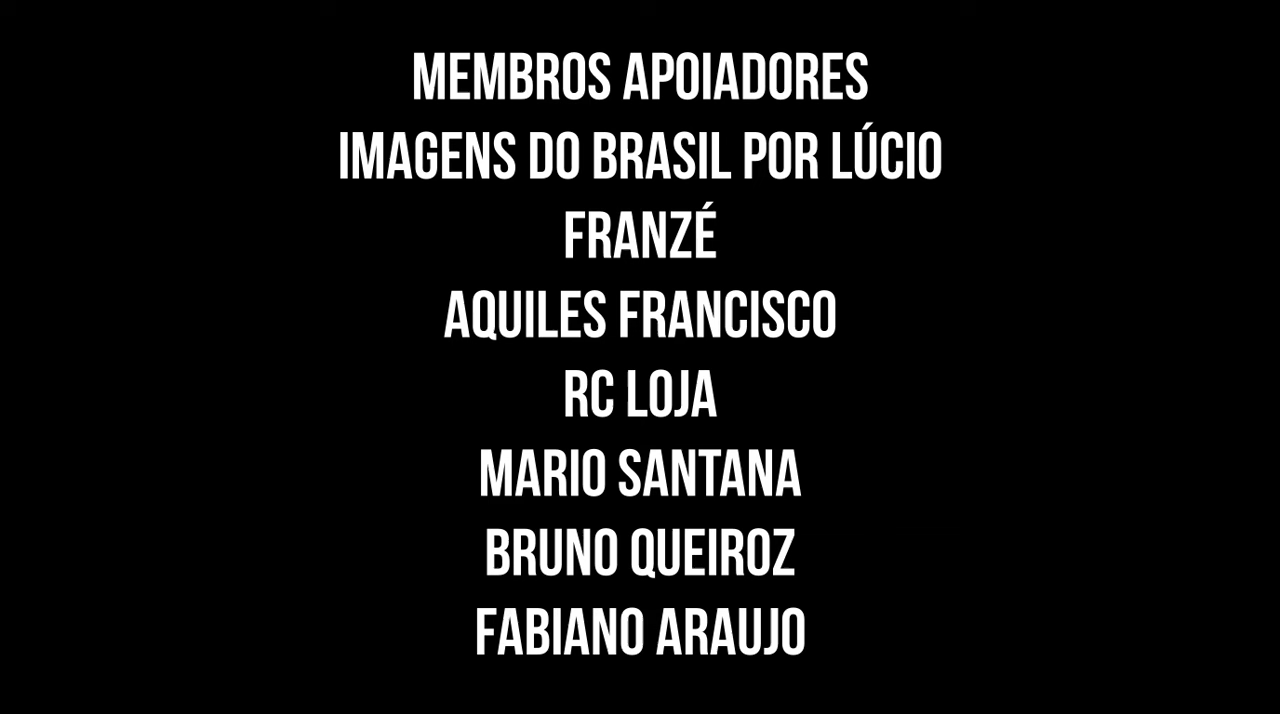 MEMBROS APOIADORES
IMAGENS DO BRASIL POR LÚCIO
FRANZÉ
AQUILES FRANCISCO
RC LOJA
MARIO SANTANA
BRUNO QUEIROZ
FABIANO ARAUJO